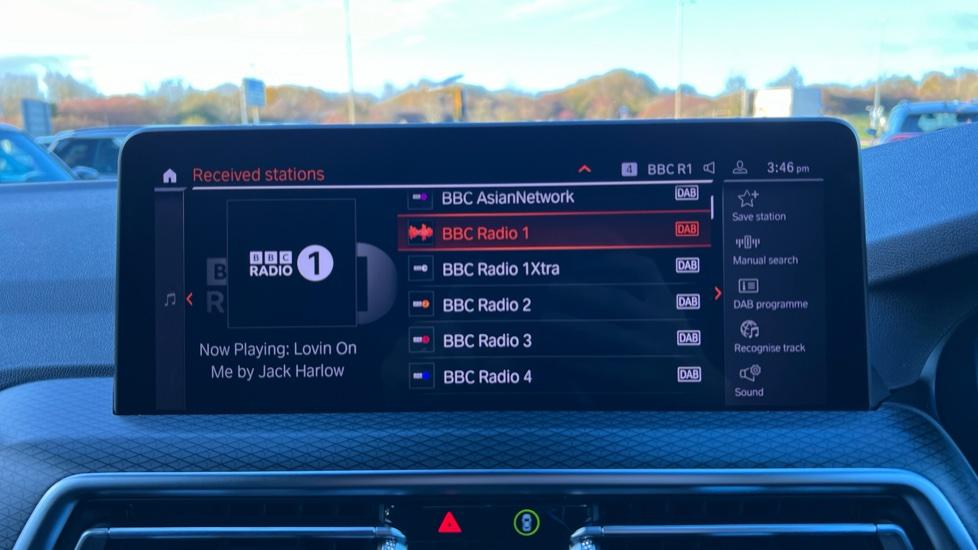 Received stations
4 BBC R1 3:46 pm
BBC AsianNetwork DAB
BBC Radio 1 DAB
BBC Radio 1Xtra DAB
BBC Radio 2 DAB
BBC Radio 3 DAB
BBC Radio 4 DAB
BBC
RADIO 1
Now Playing: Lovin On
Me by Jack Harlow
Save station
Manual search
DAB programme
Recognise track
Sound